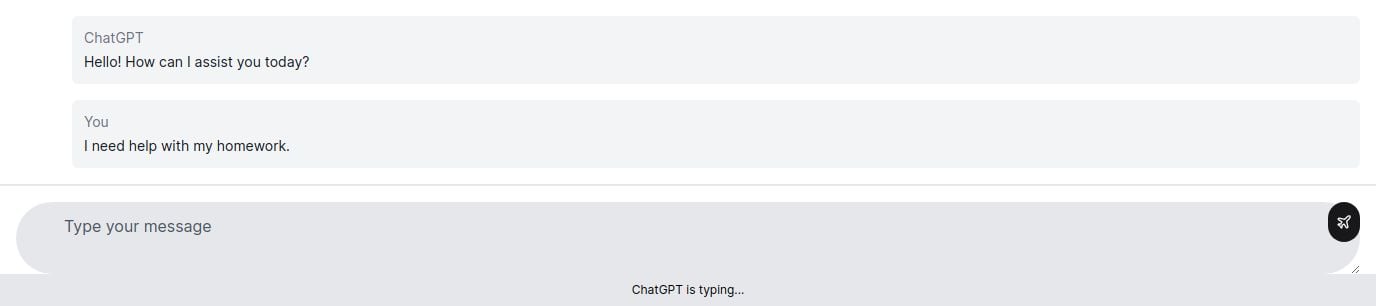 ChatGPT
Hello! How can I assist you today?
You
I need help with my homework.
Type your message
ChatGPT is typing...